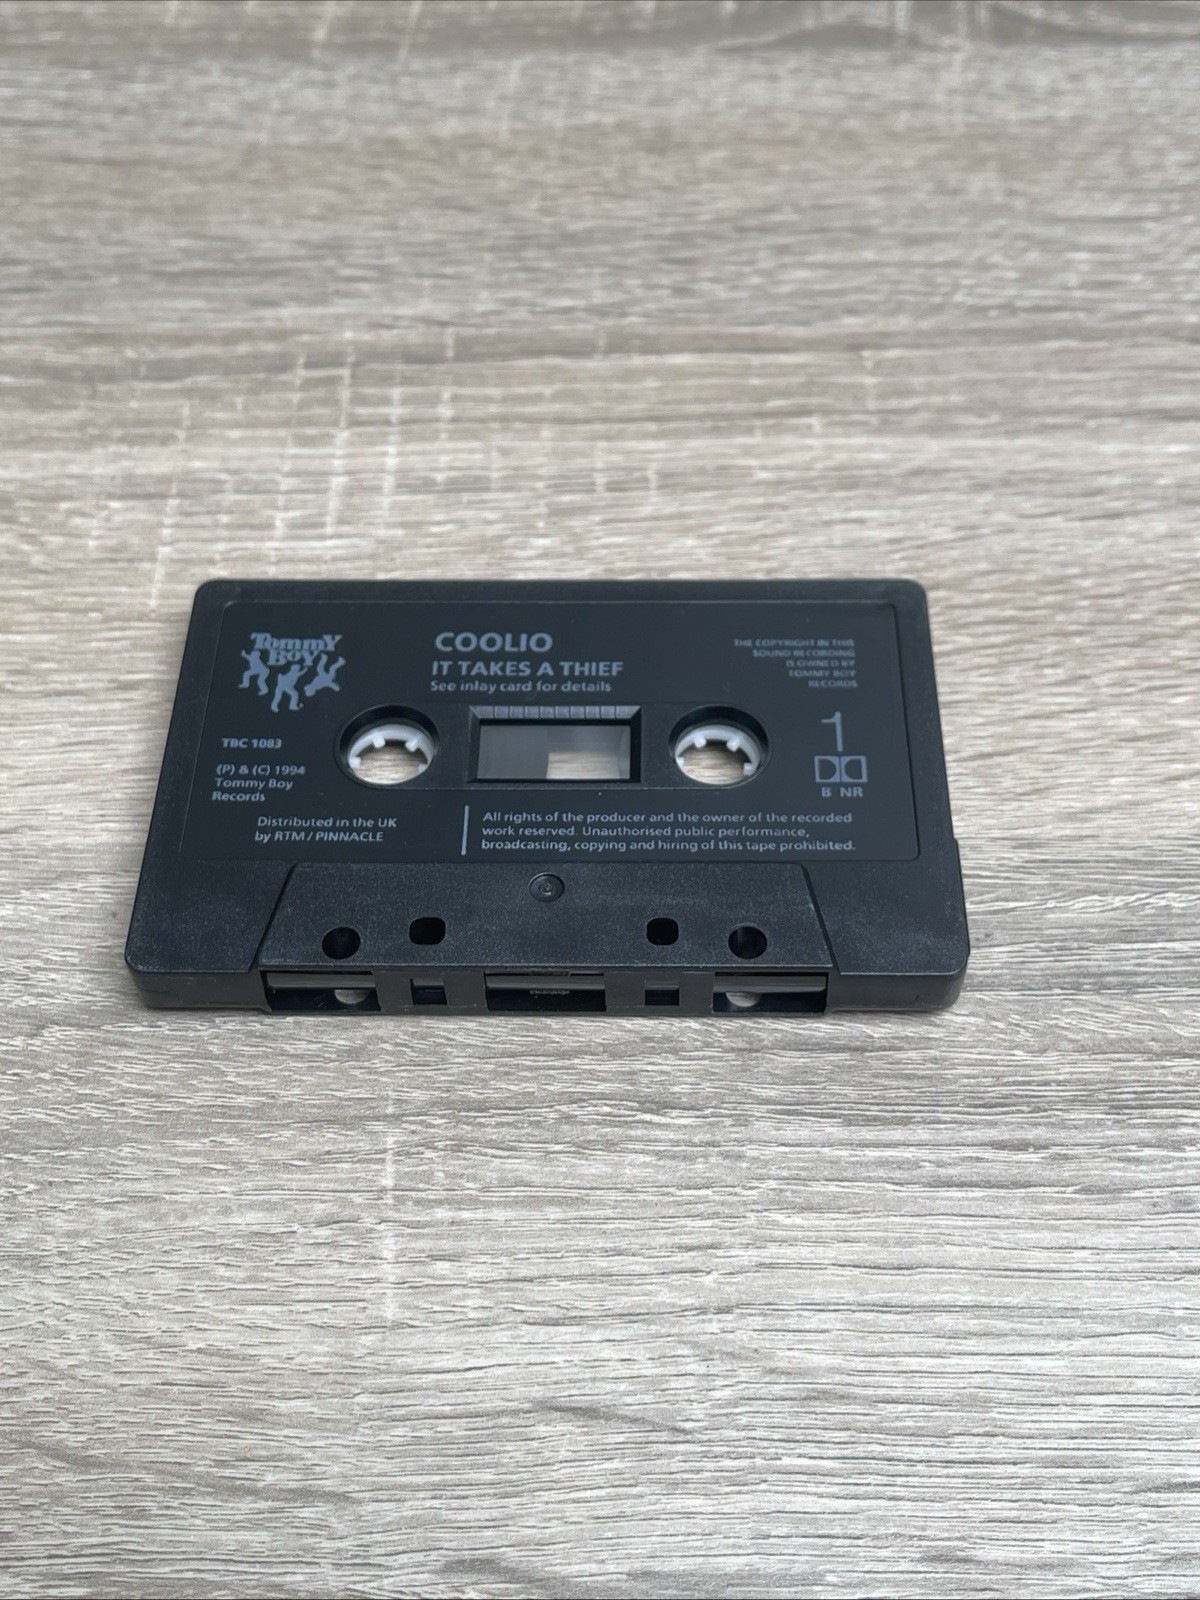 Tommy
Boy
COOLIO
IT TAKES A THIEF
See inlay card for details
THE COPYRIGHT IN THIS
SOUND RECORDING
IS OWNED BY
TOMMY BOY
RECORDS
TBC 1083
(P) & (C) 1994
Tommy Boy
Records
1
B NR
Distributed in the UK
by RTM / PINNACLE
All rights of the producer and the owner of the recorded
work reserved. Unauthorised public performance,
broadcasting, copying and hiring of this tape prohibited.